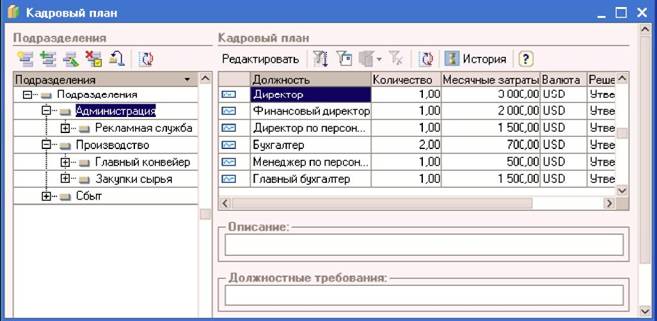 Кадровый план
Подразделения
Кадровый план
Редактировать История ?
Подразделения
Подразделения
Администрация
Рекламная служба
Производство
Главный конвейер
Закупки сырья
Сбыт
Должность Количество Месячные затраты Валюта Реше
Директор 1,00 3 000,00 USD Утве
Финансовый директор 1,00 2 000,00 USD Утве
Директор по персон... 1,00 1 500,00 USD Утве
Бухгалтер 2,00 700,00 USD Утве
Менеджер по персон... 1,00 500,00 USD Утве
Главный бухгалтер 1,00 1 500,00 USD Утве
Описание:
Должностные требования: